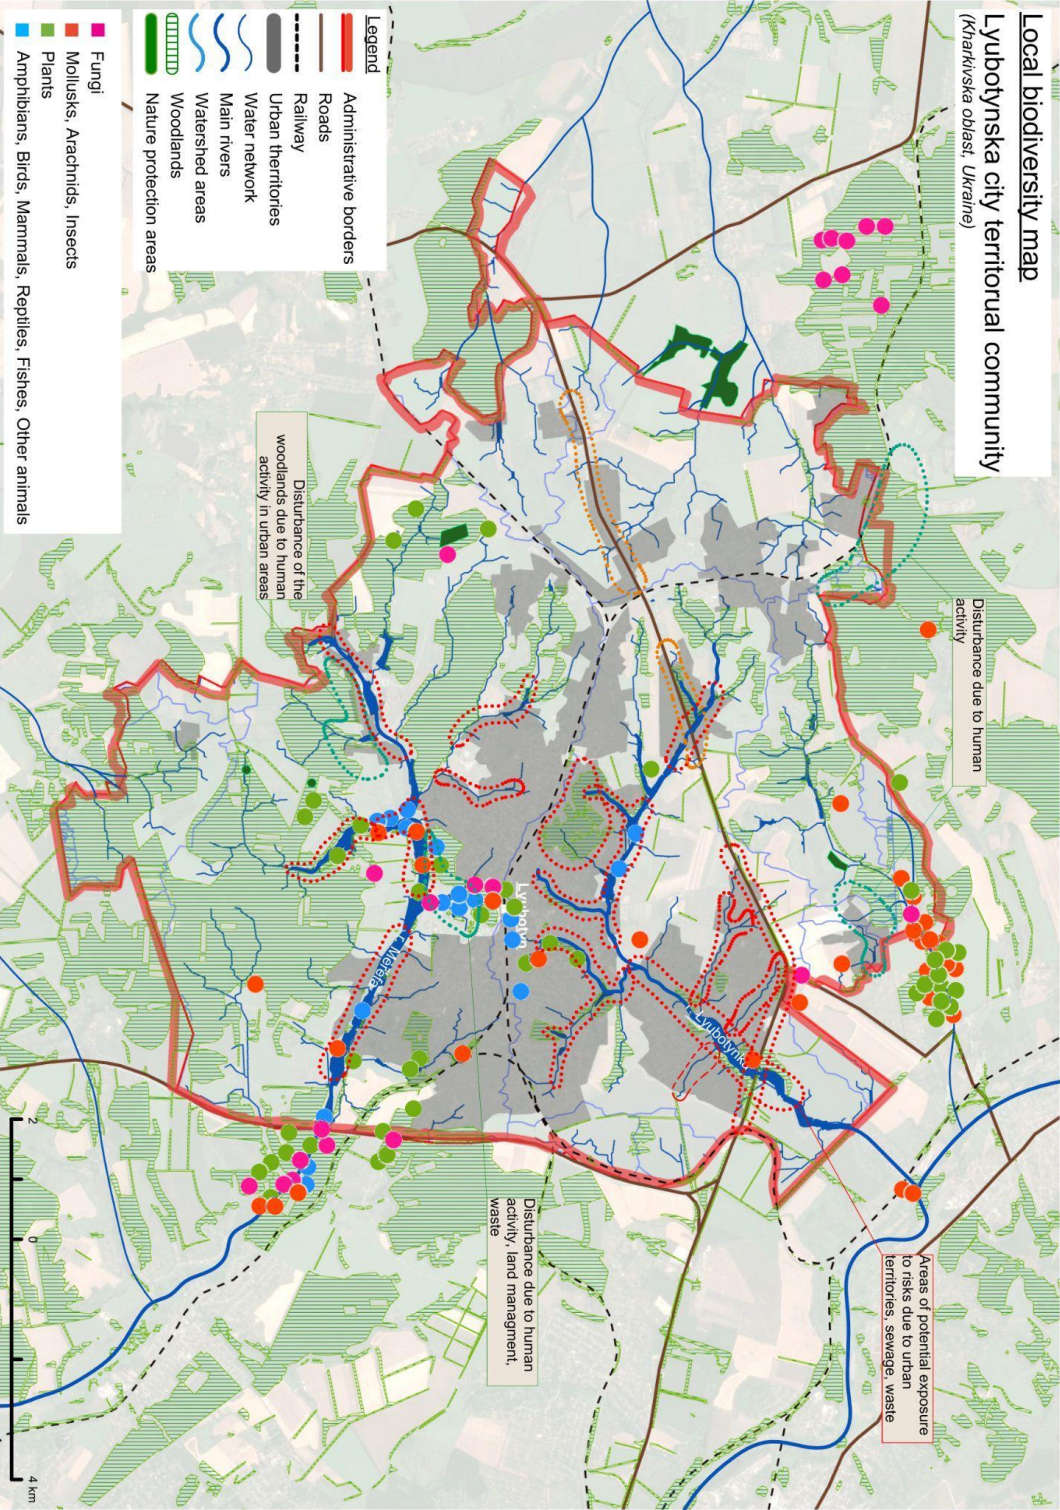 Local biodiversity map
Lyubotynska city territorual community
(Kharkivska oblast, Ukraine)
Legend
Administrative borders
Roads
Railway
Urban therritories
Water network
Main rivers
Watershed areas
Woodlands
Nature protection areas
Fungi
Mollusks, Arachnids, Insects
Plants
Amphibians, Birds, Mammals, Reptiles, Fishes, Other animals
Disturbance due to human
activity
Disturbance of the
woodlands due to human
activity in urban areas
Lyubotyn
r. Merefa
r. Lyubotynka
Disturbance due to human
activity, land managment,
waste
Areas of potential exposure
to risks due to urban
territories, sewage, waste
2
0
4 km